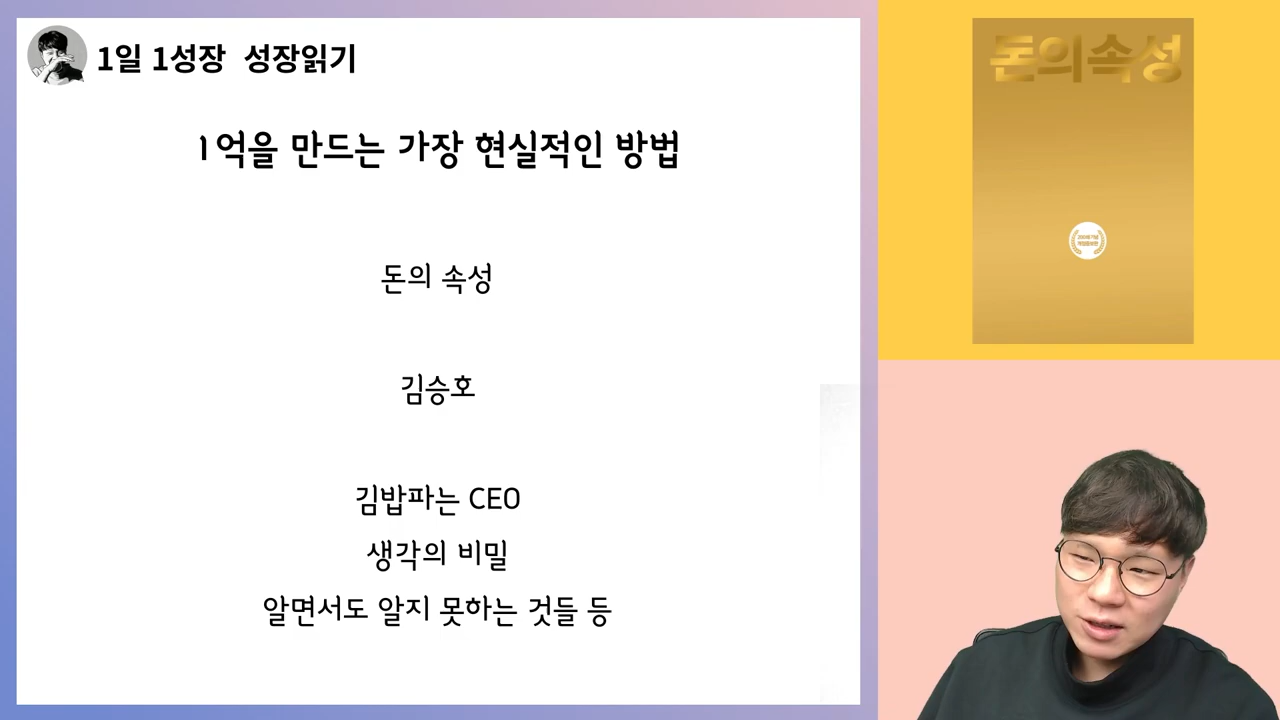 1일 1성장 성장읽기
1억을 만드는 가장 현실적인 방법
돈의 속성
김승호
김밥파는 CEO
생각의 비밀
알면서도 알지 못하는 것들 등
돈의속성